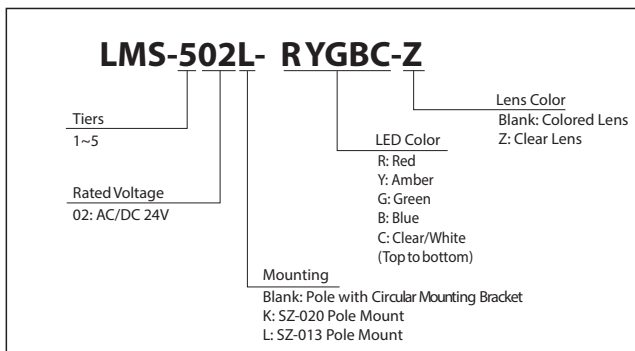 LMS-502L- RYGBC-Z
Lens Color
Blank: Colored Lens
Z: Clear Lens
Tiers
1~5
LED Color
R: Red
Y: Amber
G: Green
B: Blue
C: Clear/White
(Top to bottom)
Rated Voltage
02: AC/DC 24V
Mounting
Blank: Pole with Circular Mounting Bracket
K: SZ-020 Pole Mount
L: SZ-013 Pole Mount